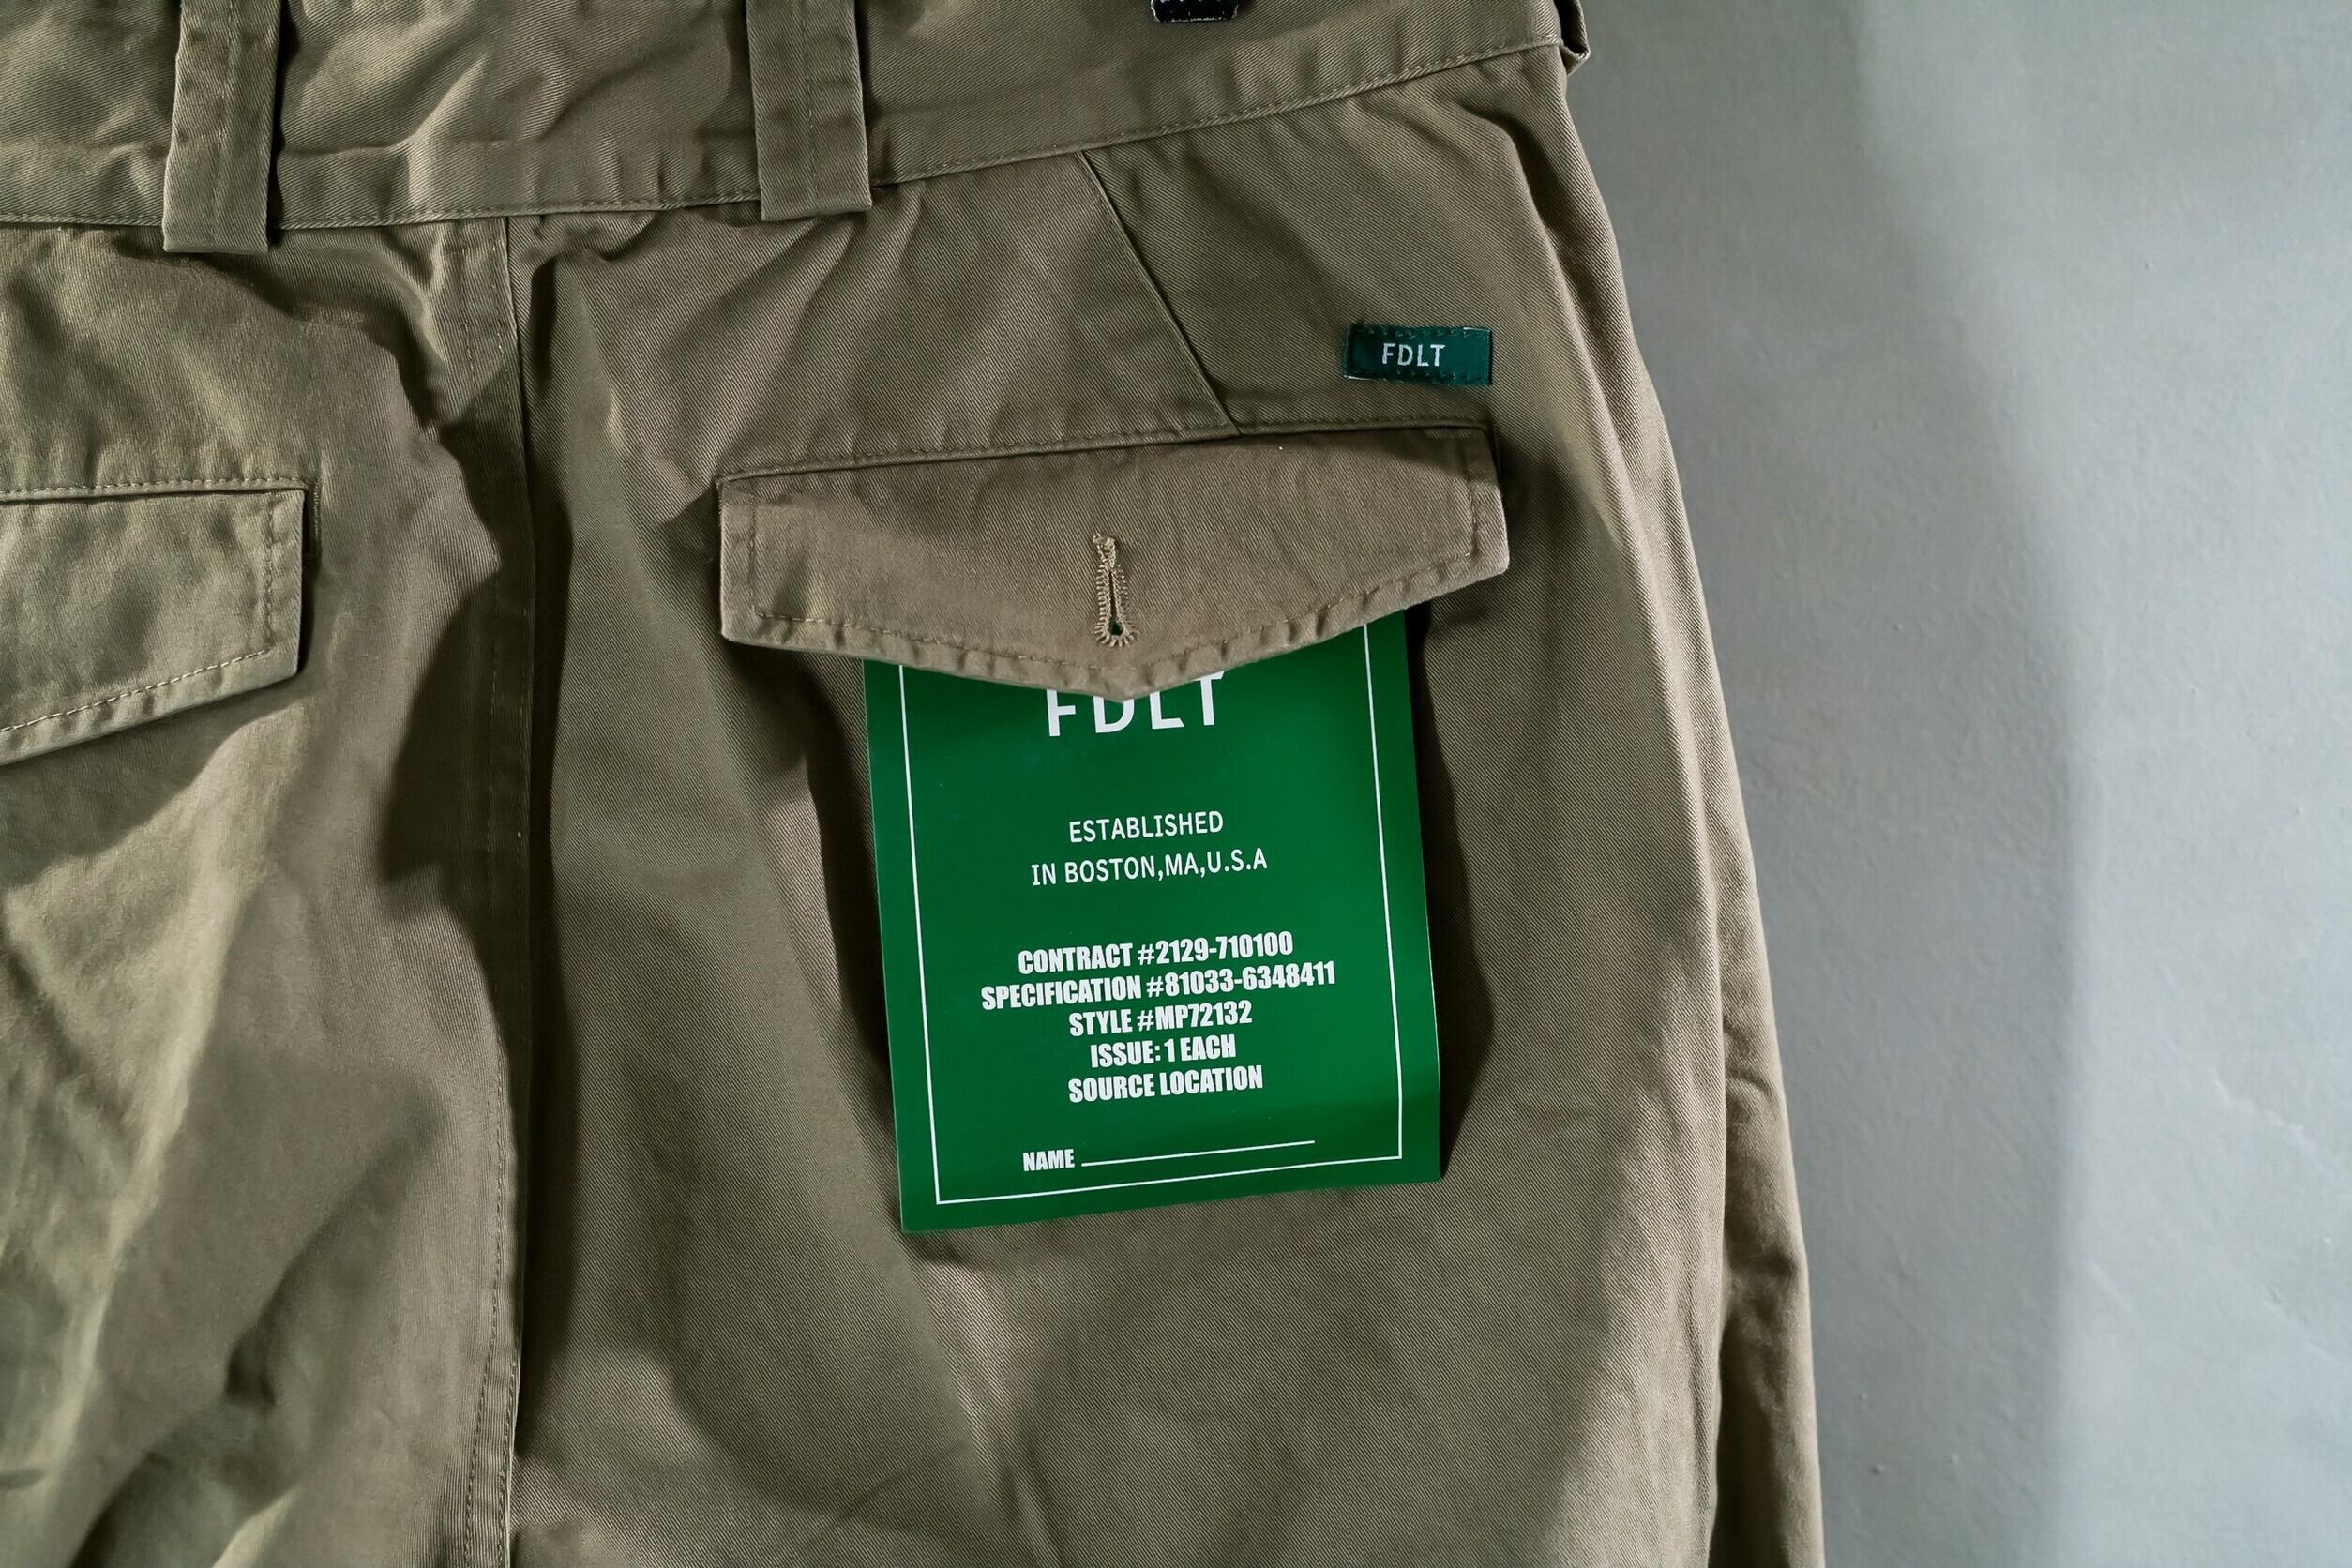 FDLT
FDLT
ESTABLISHED
IN BOSTON,MA,U.S.A
CONTRACT #2129-710100
SPECIFICATION #81033-6348411
STYLE #MP72132
ISSUE: 1 EACH
SOURCE LOCATION
NAME